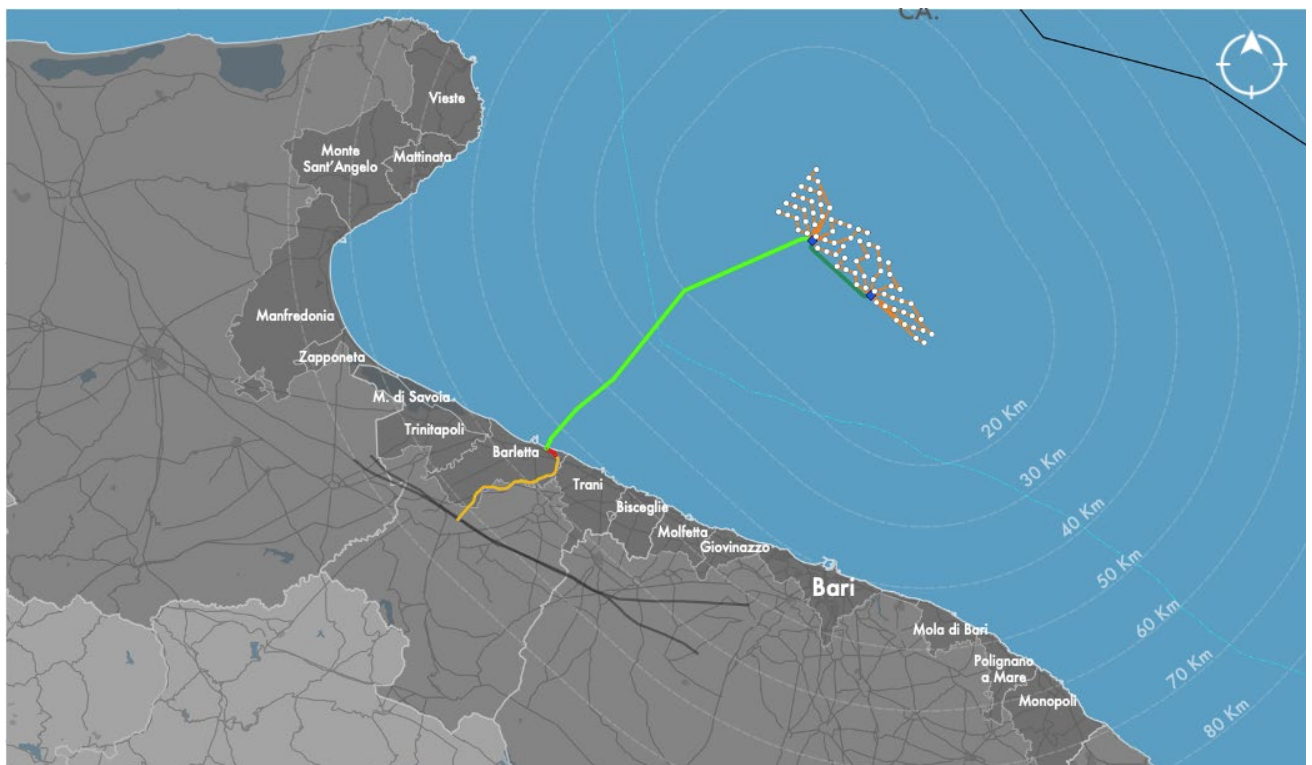 CA.
Vieste
Monte
Sant'Angelo
Mattinata
Manfredonia
Zapponeta
M. di Savoia
Trinitapoli
Barletta
Trani
Bisceglie
Molfetta
Giovinazzo
Bari
Mola di Bari
Polignano
a Mare
Monopoli
20 Km
30 Km
40 Km
50 Km
60 Km
70 Km
80 Km